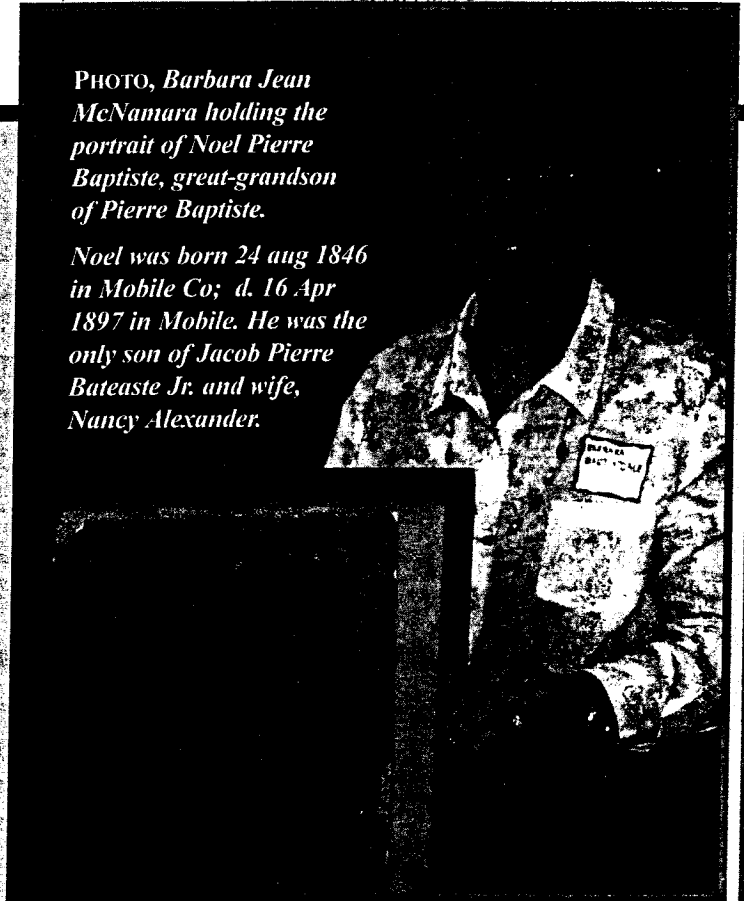 PHOTO, Barbara Jean
McNamara holding the
portrait of Noel Pierre
Baptiste, great-grandson
of Pierre Baptiste.
Noel was born 24 aug 1846
in Mobile Co; d. 16 Apr
1897 in Mobile. He was the
only son of Jacob Pierre
Bateaste Jr. and wife,
Nancy Alexander.
BARBARA